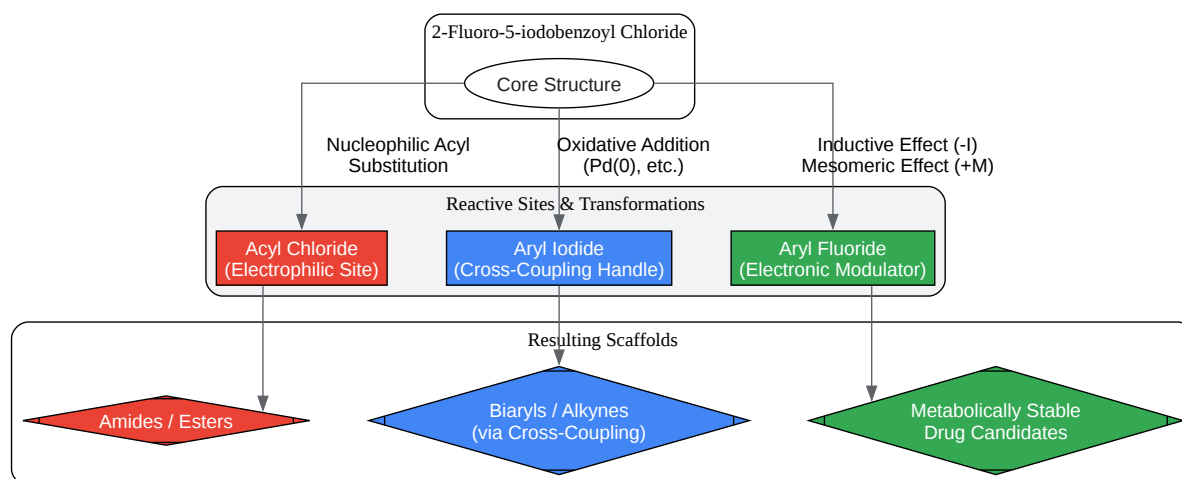 2-Fluoro-5-iodobenzoyl Chloride
Core Structure
Nucleophilic Acyl
Substitution
Oxidative Addition
(Pd(0), etc.)
Inductive Effect (-I)
Mesomeric Effect (+M)
Reactive Sites & Transformations
Acyl Chloride
(Electrophilic Site)
Aryl Iodide
(Cross-Coupling Handle)
Aryl Fluoride
(Electronic Modulator)
Resulting Scaffolds
Amides / Esters
Biaryls / Alkynes
(via Cross-Coupling)
Metabolically Stable
Drug Candidates